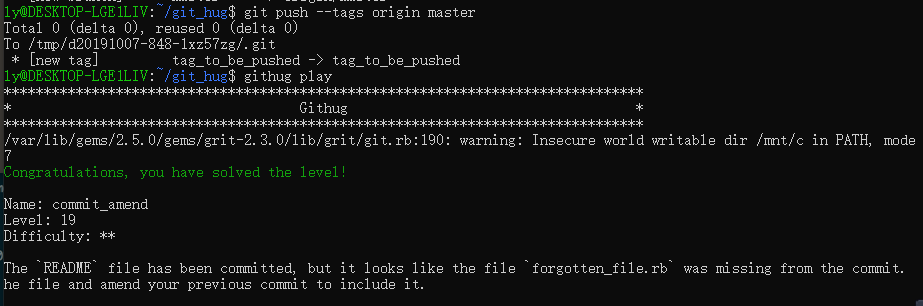 ly@DESKTOP-LGE1LIV:~/git_hug$ git push --tags origin master
Total 0 (delta 0), reused 0 (delta 0)
To /tmp/d20191007-848-1xz57zg/.git
 * [new tag]         tag_to_be_pushed -> tag_to_be_pushed
ly@DESKTOP-LGE1LIV:~/git_hug$ githug play
********************************************************************************
*                                    Githug                                    *
********************************************************************************
/var/lib/gems/2.5.0/gems/grit-2.3.0/lib/grit/git.rb:190: warning: Insecure world writable dir /mnt/c in PATH, mode
7
Congratulations, you have solved the level!
Name: commit_amend
Level: 19
Difficulty: **
The `README` file has been committed, but it looks like the file `forgotten_file.rb` was missing from the commit.
he file and amend your previous commit to include it.